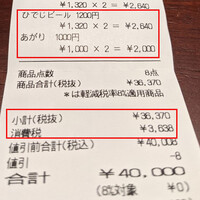 ¥1,320 × 2 = ¥2,640
ひでじビール 1200円
¥1,320 × 2 = ¥2,640
あがり 1000円
¥1,000 × 2 = ¥2,000
商品点数 8点
商品合計(税抜) ¥36,370
*は軽減税率8%適用商品
小計(税抜) ¥36,370
消費税 ¥3,638
値引前合計(税込) ¥40,008
値引 -8
合計 ¥40,000
(8%対象 ¥0)